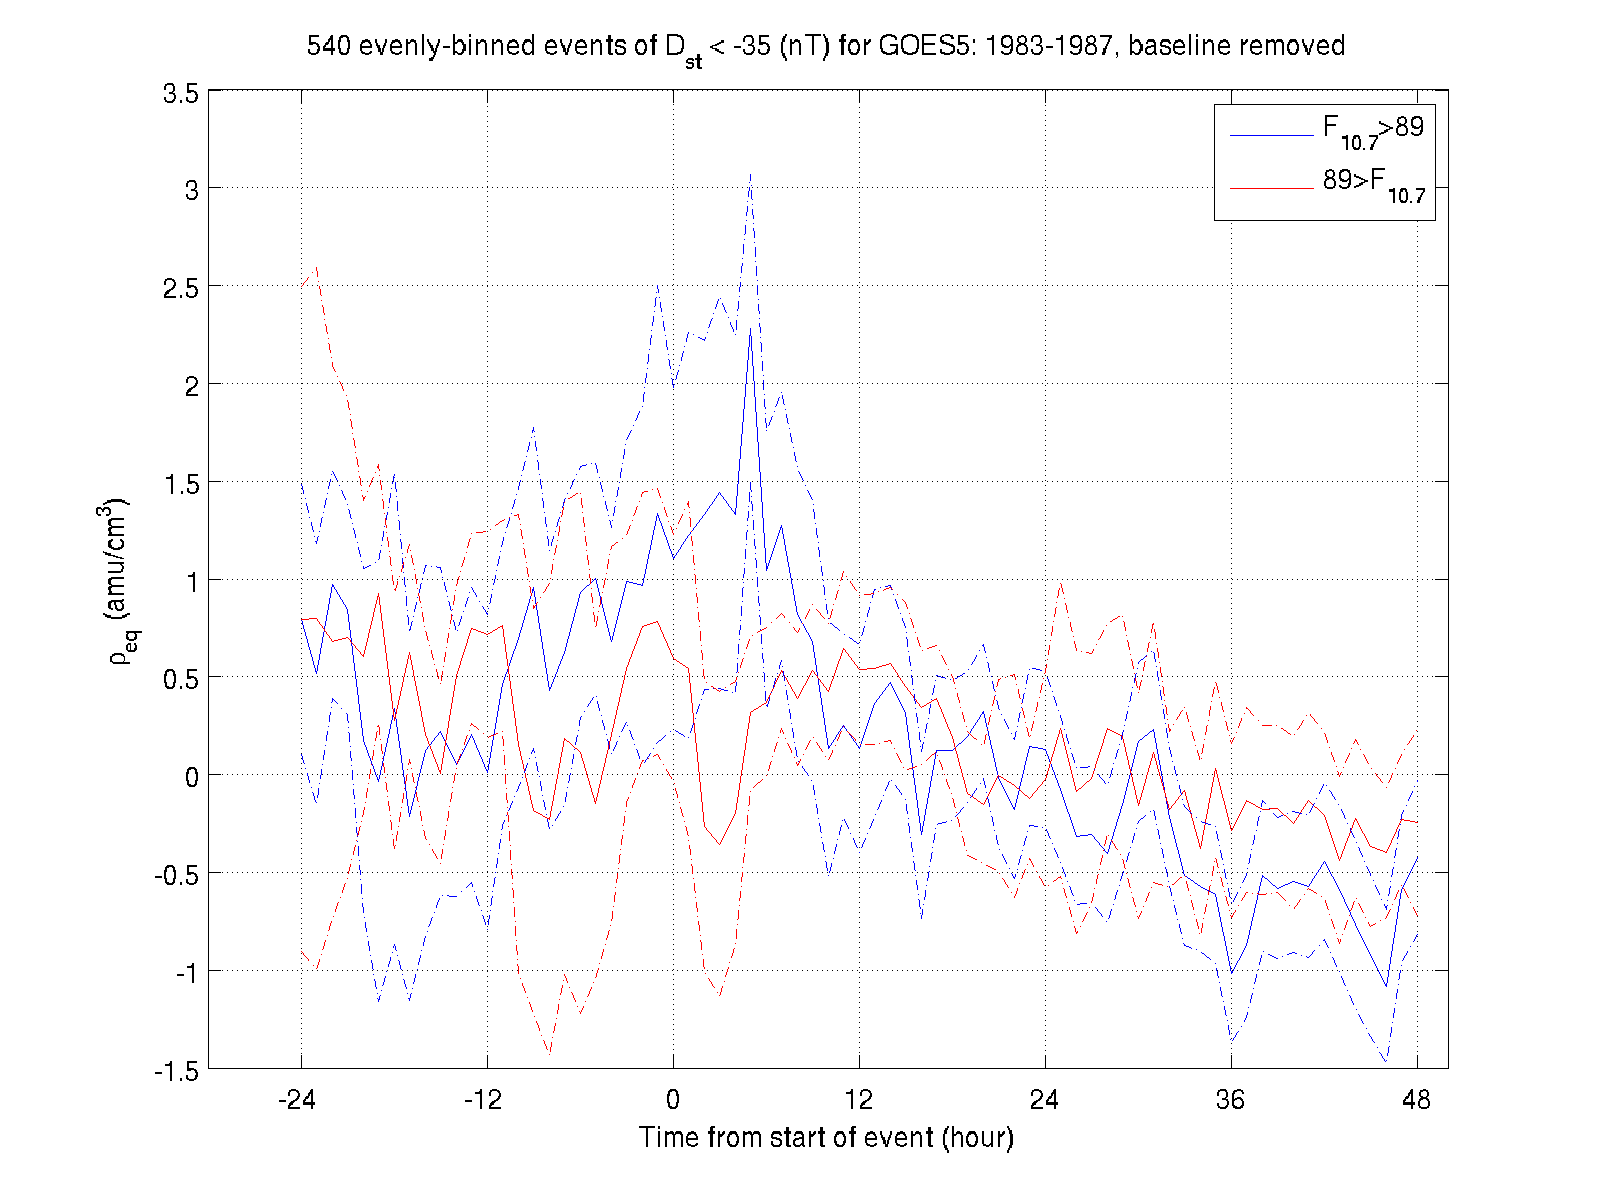 540 evenly-binned events of D_st < -35 (nT) for GOES5: 1983-1987, baseline removed
F_10.7>89
89>F_10.7
3.5
3
2.5
2
1.5
1
0.5
0
-0.5
-1
-1.5
ρ_eq (amu/cm^3)
-24 -12 0 12 24 36 48
Time from start of event (hour)